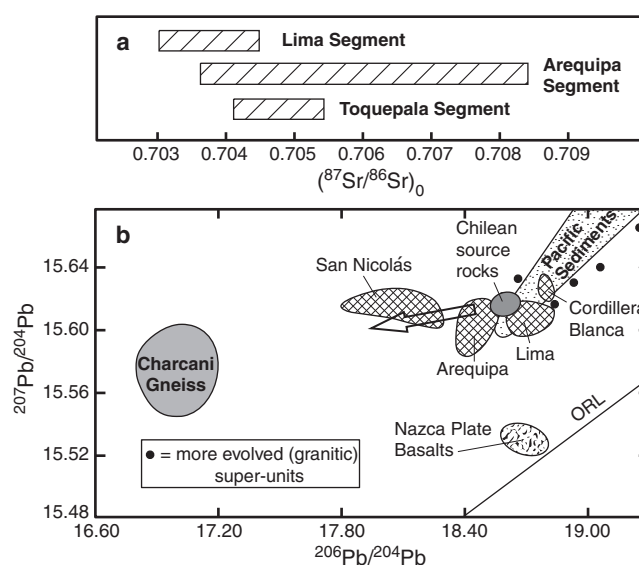 a
Lima Segment
Arequipa
Segment
Toquepala Segment
0.703 0.704 0.705 0.706 0.707 0.708 0.709
(⁸⁷Sr/⁸⁶Sr)₀
b
15.64
15.60
15.56
15.52
15.48
²⁰⁷Pb/²⁰⁴Pb
San Nicolás
Chilean
source
rocks
Pacific
Sediments
Cordillera
Blanca
Lima
Arequipa
Charcani
Gneiss
ORL
Nazca Plate
Basalts
● = more evolved (granitic)
super-units
16.60 17.20 17.80 18.40 19.00
²⁰⁶Pb/²⁰⁴Pb